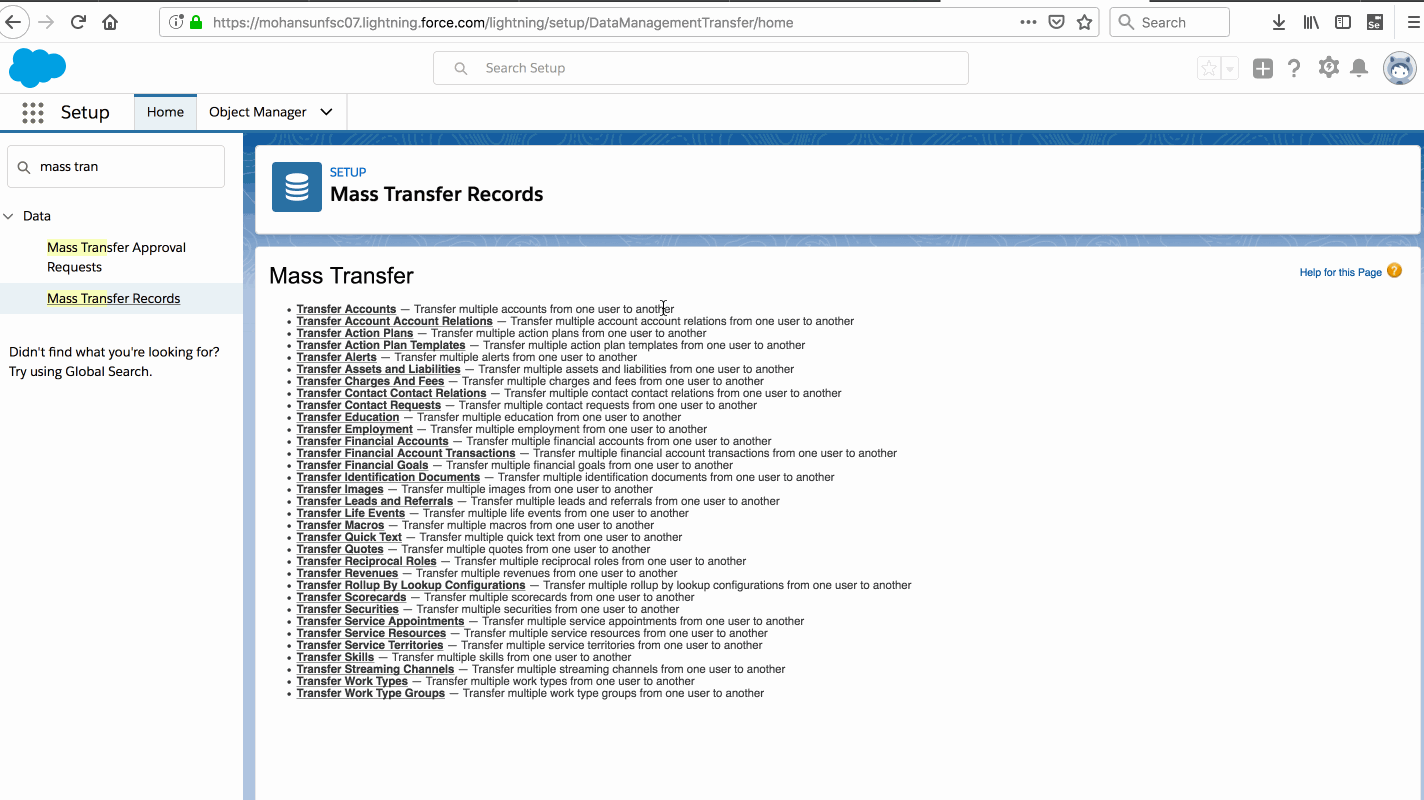 https://mohansunfsc07.lightning.force.com/lightning/setup/DataManagementTransfer/home
Search
Se
Search Setup
Setup
Home
Object Manager
mass tran
Data
Mass Transfer Approval
Requests
Mass Transfer Records
Didn't find what you're looking for?
Try using Global Search.
SETUP
Mass Transfer Records
Mass Transfer
Help for this Page ?
• Transfer Accounts — Transfer multiple accounts from one user to another
• Transfer Account Account Relations — Transfer multiple account account relations from one user to another
• Transfer Action Plans — Transfer multiple action plans from one user to another
• Transfer Action Plan Templates — Transfer multiple action plan templates from one user to another
• Transfer Alerts — Transfer multiple alerts from one user to another
• Transfer Assets and Liabilities — Transfer multiple assets and liabilities from one user to another
• Transfer Charges And Fees — Transfer multiple charges and fees from one user to another
• Transfer Contact Contact Relations — Transfer multiple contact contact relations from one user to another
• Transfer Contact Requests — Transfer multiple contact requests from one user to another
• Transfer Education — Transfer multiple education from one user to another
• Transfer Employment — Transfer multiple employment from one user to another
• Transfer Financial Accounts — Transfer multiple financial accounts from one user to another
• Transfer Financial Account Transactions — Transfer multiple financial account transactions from one user to another
• Transfer Financial Goals — Transfer multiple financial goals from one user to another
• Transfer Identification Documents — Transfer multiple identification documents from one user to another
• Transfer Images — Transfer multiple images from one user to another
• Transfer Leads and Referrals — Transfer multiple leads and referrals from one user to another
• Transfer Life Events — Transfer multiple life events from one user to another
• Transfer Macros — Transfer multiple macros from one user to another
• Transfer Quick Text — Transfer multiple quick text from one user to another
• Transfer Quotes — Transfer multiple quotes from one user to another
• Transfer Reciprocal Roles — Transfer multiple reciprocal roles from one user to another
• Transfer Revenues — Transfer multiple revenues from one user to another
• Transfer Rollup By Lookup Configurations — Transfer multiple rollup by lookup configurations from one user to another
• Transfer Scorecards — Transfer multiple scorecards from one user to another
• Transfer Securities — Transfer multiple securities from one user to another
• Transfer Service Appointments — Transfer multiple service appointments from one user to another
• Transfer Service Resources — Transfer multiple service resources from one user to another
• Transfer Service Territories — Transfer multiple service territories from one user to another
• Transfer Skills — Transfer multiple skills from one user to another
• Transfer Streaming Channels — Transfer multiple streaming channels from one user to another
• Transfer Work Types — Transfer multiple work types from one user to another
• Transfer Work Type Groups — Transfer multiple work type groups from one user to another